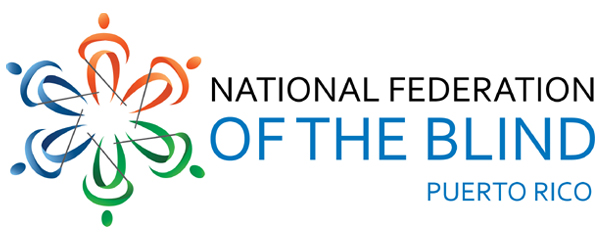 NATIONAL FEDERATION
OF THE BLIND
PUERTO RICO